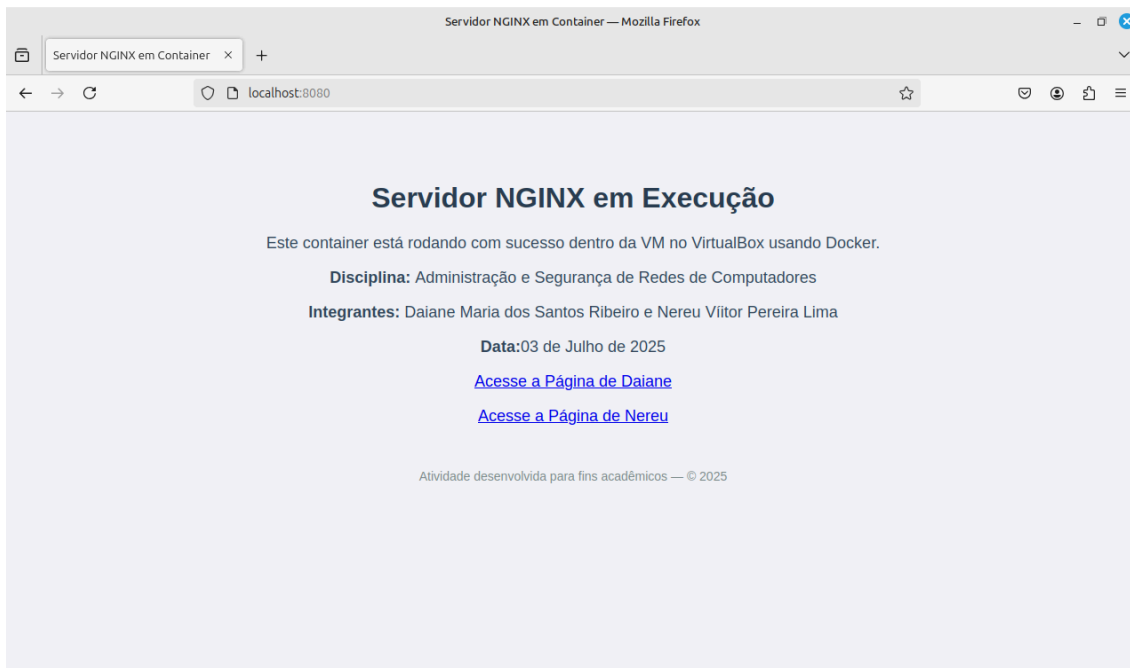 Servidor NGINX em Container — Mozilla Firefox
Servidor NGINX em Container
localhost:8080
Servidor NGINX em Execução
Este container está rodando com sucesso dentro da VM no VirtualBox usando Docker.
Disciplina: Administração e Segurança de Redes de Computadores
Integrantes: Daiane Maria dos Santos Ribeiro e Nereu Víitor Pereira Lima
Data:03 de Julho de 2025
Acesse a Página de Daiane
Acesse a Página de Nereu
Atividade desenvolvida para fins acadêmicos — © 2025